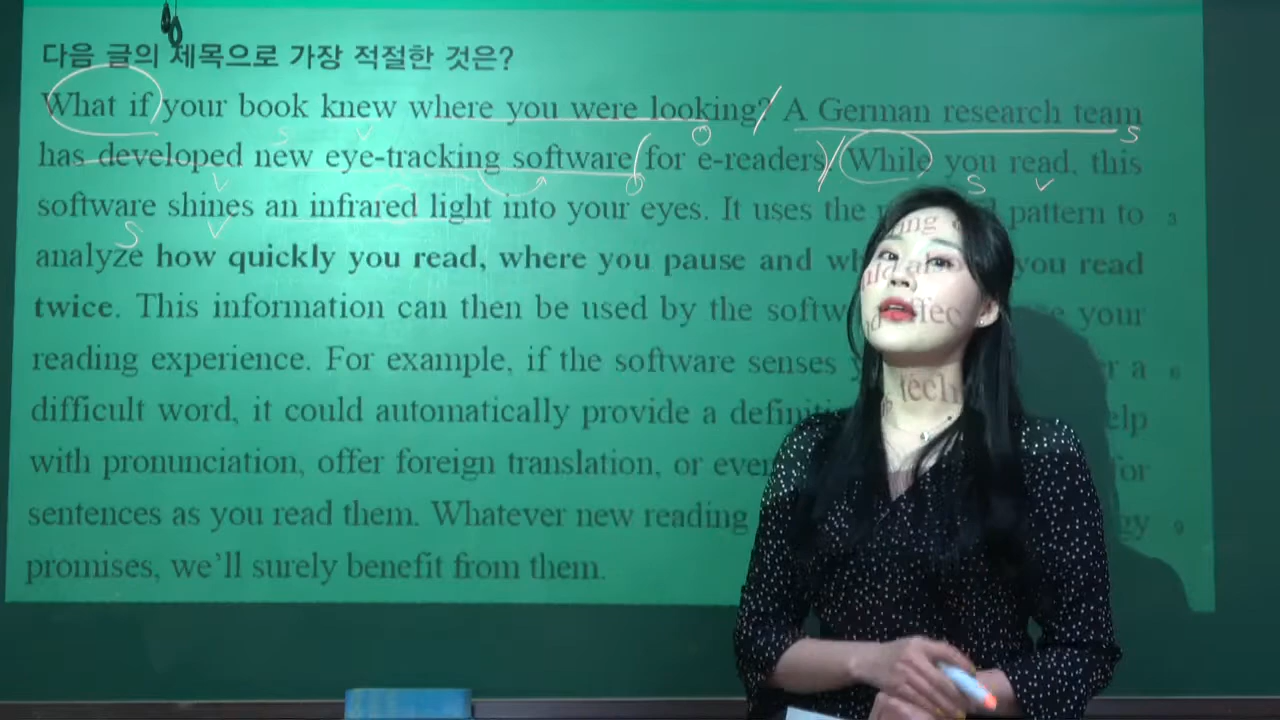 다음 글의 제목으로 가장 적절한 것은?
What if your book knew where you were looking? A German research team
has developed new eye-tracking software for e-readers. While you read, this
software shines an infrared light into your eyes. It uses the pattern to 3
analyze how quickly you read, where you pause and you read
twice. This information can then be used by the your
reading experience. For example, if the software senses a 6
difficult word, it could automatically provide a
with pronunciation, offer foreign translation, or even for
sentences as you read them. Whatever new reading 9
promises, we'll surely benefit from them.